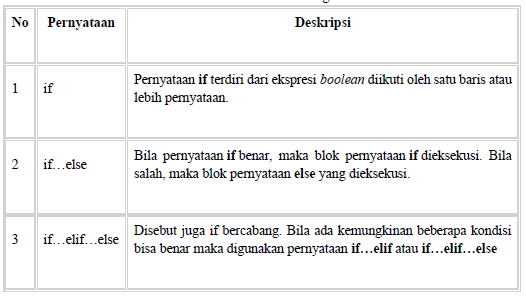 No Pernyataan Deskripsi
1 if Pernyataan if terdiri dari ekspresi boolean diikuti oleh satu baris atau
lebih pernyataan.
2 if…else Bila pernyataan if benar, maka blok pernyataan if dieksekusi. Bila
salah, maka blok pernyataan else yang dieksekusi.
3 if…elif…else Disebut juga if bercabang. Bila ada kemungkinan beberapa kondisi
bisa benar maka digunakan pernyataan if…elif atau if…elif…else